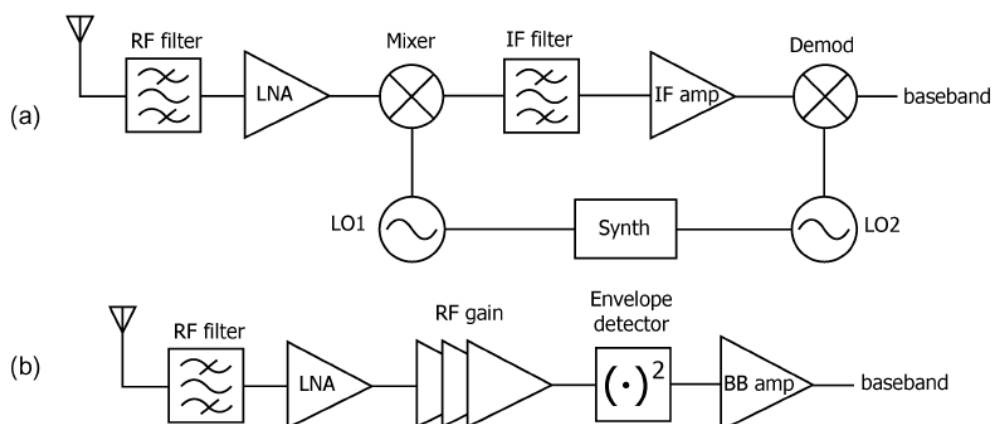 RF filter
LNA
Mixer
IF filter
IF amp
Demod
baseband
(a)
LO1
Synth
LO2
RF filter
LNA
RF gain
Envelope
detector
(·)²
BB amp
baseband
(b)